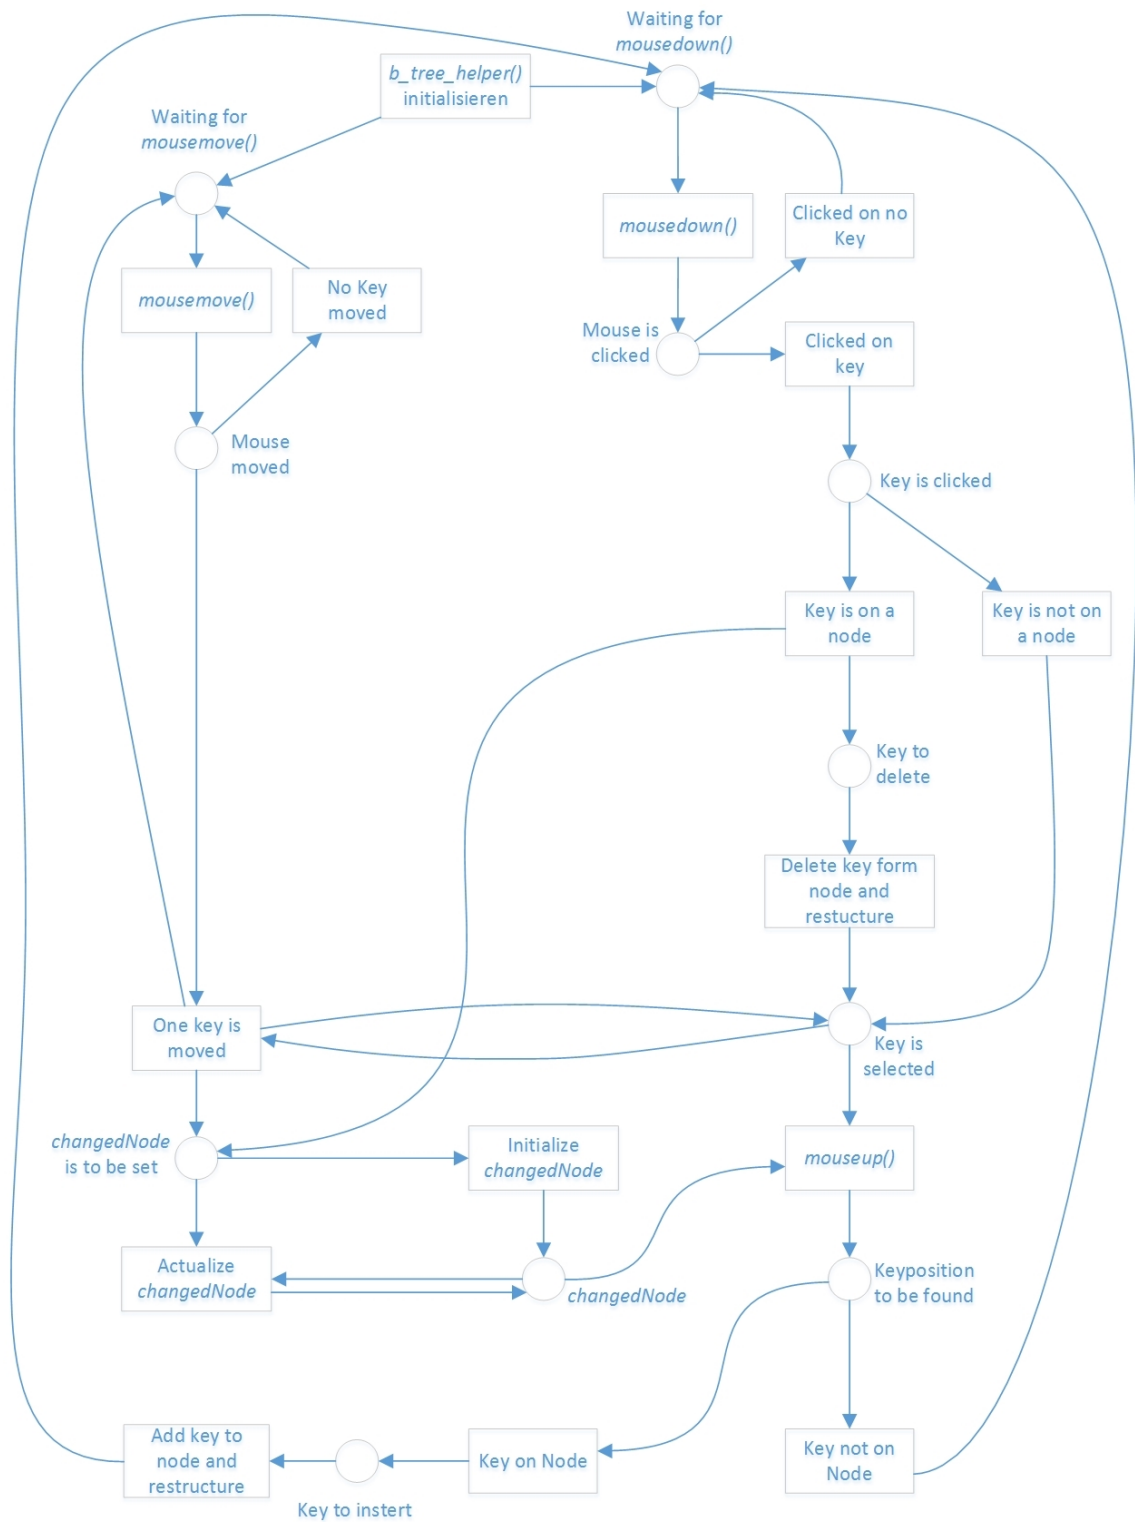 Waiting for
mousedown()
b_tree_helper()
initialisieren
Waiting for
mousemove()
mousedown()
Clicked on no
Key
mousemove()
No Key
moved
Mouse is
clicked
Clicked on
key
Mouse
moved
Key is clicked
Key is on a
node
Key is not on
a node
Key to
delete
Delete key form
node and
restucture
One key is
moved
Key is
selected
changedNode
is to be set
Initialize
changedNode
mouseup()
Actualize
changedNode
changedNode
Keyposition
to be found
Add key to
node and
restructure
Key on Node
Key not on
Node
Key to instert